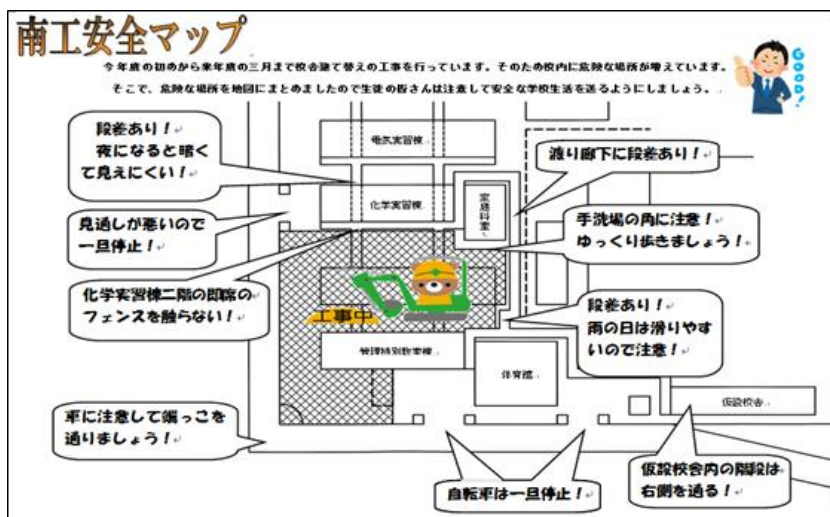 南工安全マップ
今年度の初めから来年度の三月まで校舎建て替えの工事を行っています。そのため校内に危険な場所が増えています。
そこで、危険な場所を地図にまとめましたので生徒の皆さんは注意して安全な学校生活を送るようにしましょう。
GOOD!
段差あり!
夜になると暗く
て見えにくい!
電気実習棟
渡り廊下に段差あり!
化学実習棟
家庭科室
見通しが悪いので
一旦停止!
手洗場の角に注意!
ゆっくり歩きましょう!
化学実習棟二階の即席の
フェンスを触らない!
工事中
段差あり!
雨の日は滑りやす
いので注意!
管理特別教室棟
体育館
仮設校舎
車に注意して端っこを
通りましょう!
自転車は一旦停止!
仮設校舎内の階段は
右側を通る!